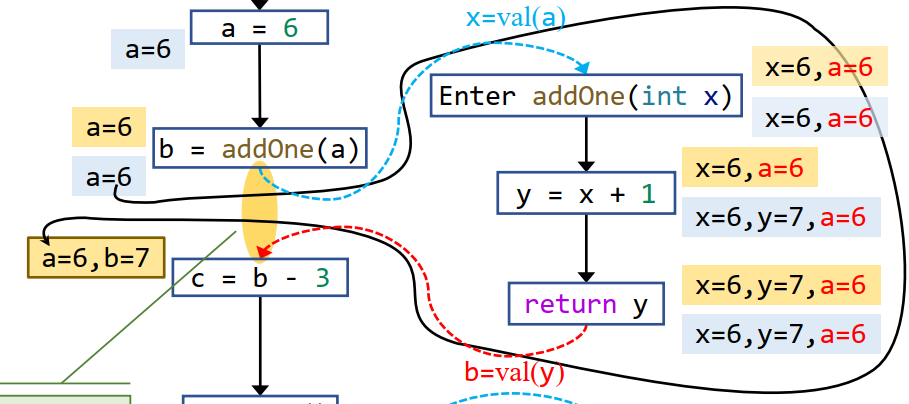 x=val(a)
a = 6
a=6
x=6,a=6
Enter addOne(int x)
x=6,a=6
a=6
b = addOne(a)
a=6
x=6,a=6
y = x + 1
x=6,y=7,a=6
a=6,b=7
c = b - 3
x=6,y=7,a=6
return y
x=6,y=7,a=6
b=val(y)